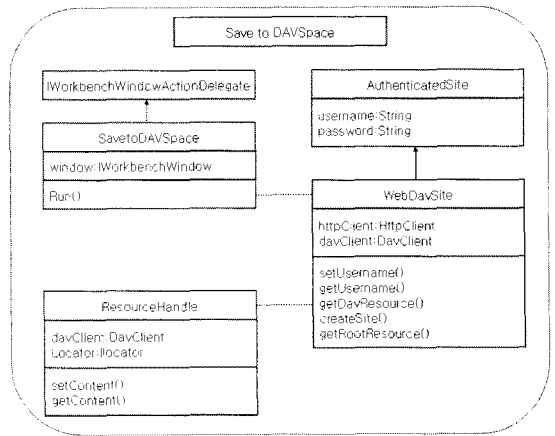 Save to DAVSpace
IWorkbenchWindowActionDelegate
SavetoDAVSpace
window:IWorkbenchWindow
Run()
AuthenticatedSite
username:String
password:String
WebDavSite
httpClient:HttpClient
davClient:DavClient
setUsername()
getUsername()
getDavResource()
createSite()
getRootResource()
ResourceHandle
davClient:DavClient
Locator:Ilocator
setContent()
getContent()